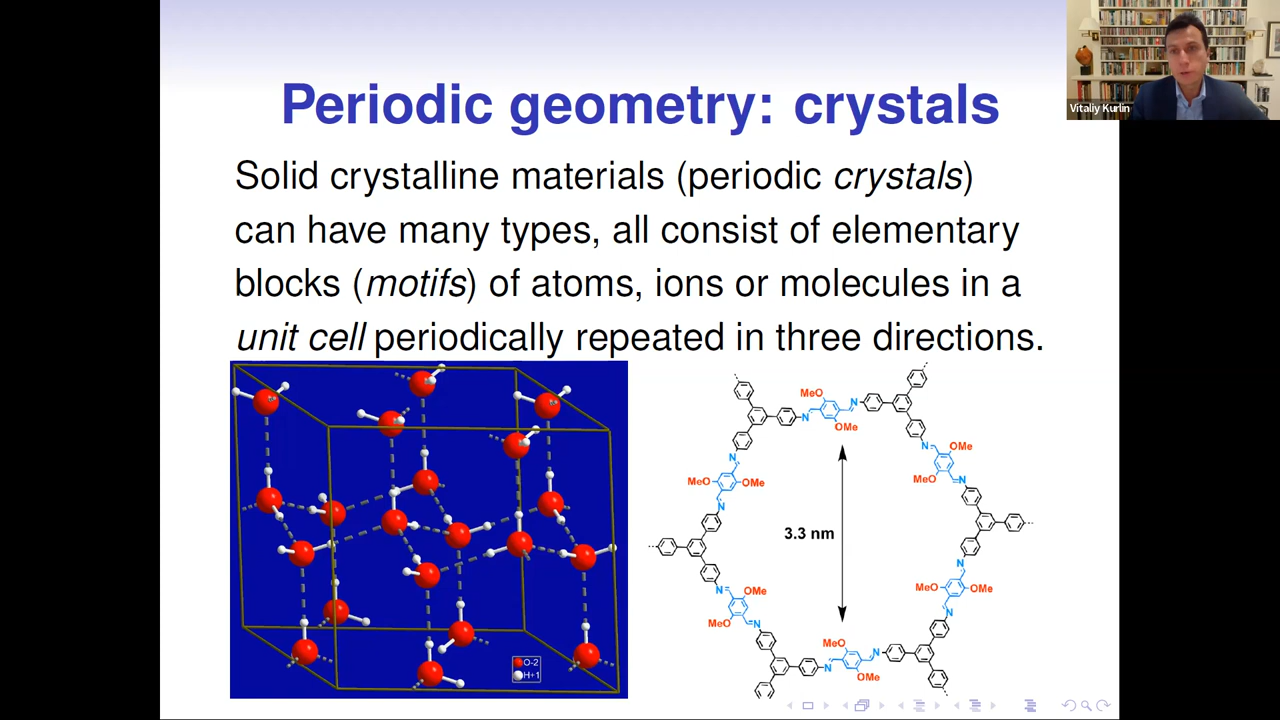 Periodic geometry: crystals
Vitaliy Kurlin
Solid crystalline materials (periodic crystals)
can have many types, all consist of elementary
blocks (motifs) of atoms, ions or molecules in a
unit cell periodically repeated in three directions.
O-2
H+1
OMe
N
N
OMe
N
OMe
N
OMe
MeO
OMe
N
N
3.3 nm
N
MeO
OMe
N
N
OMe
MeO
N
MeO
N
N
OMe